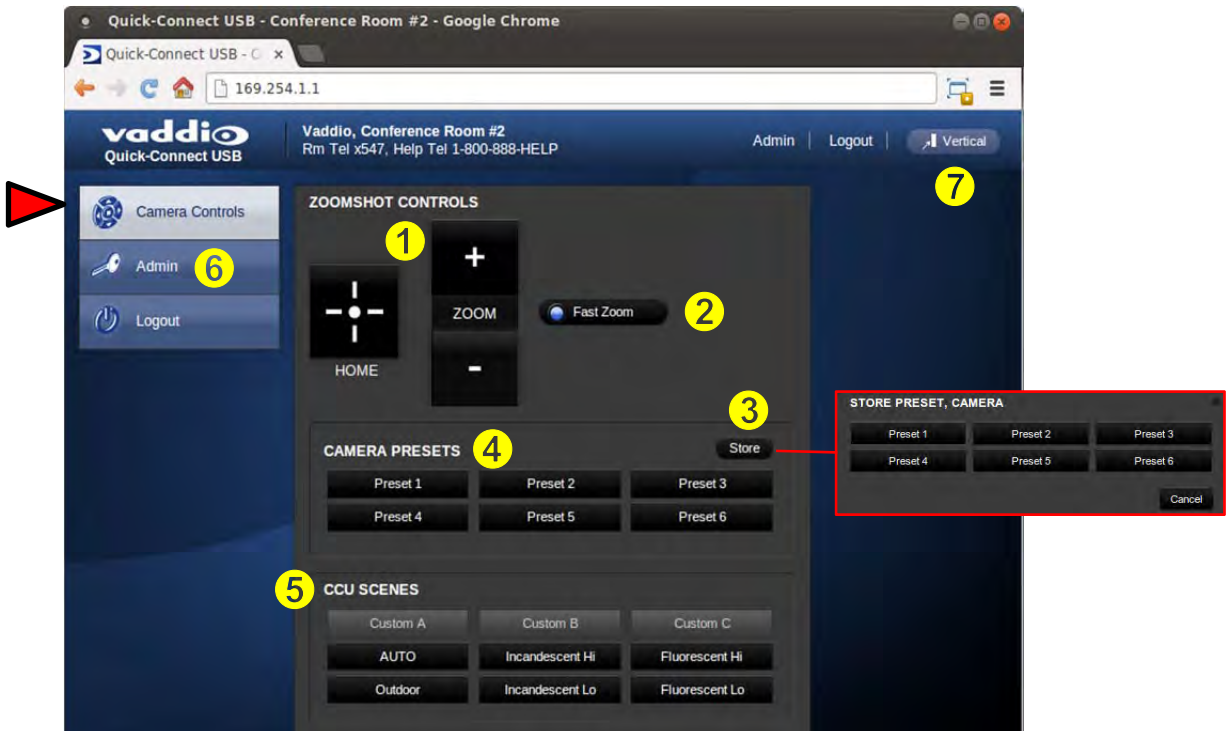 Quick-Connect USB - Conference Room #2 - Google Chrome
Quick-Connect USB - C
169.254.1.1
vaddio
Quick-Connect USB
Vaddio, Conference Room #2
Rm Tel x547, Help Tel 1-800-888-HELP
Admin | Logout | Vertical
7
Camera Controls
Admin 6
Logout
ZOOMSHOT CONTROLS
1
+
ZOOM
-
HOME
Fast Zoom 2
3
CAMERA PRESETS 4 Store
Preset 1 Preset 2 Preset 3
Preset 4 Preset 5 Preset 6
STORE PRESET, CAMERA
Preset 1 Preset 2 Preset 3
Preset 4 Preset 5 Preset 6
Cancel
5 CCU SCENES
Custom A Custom B Custom C
AUTO Incandescent Hi Fluorescent Hi
Outdoor Incandescent Lo Fluorescent Lo